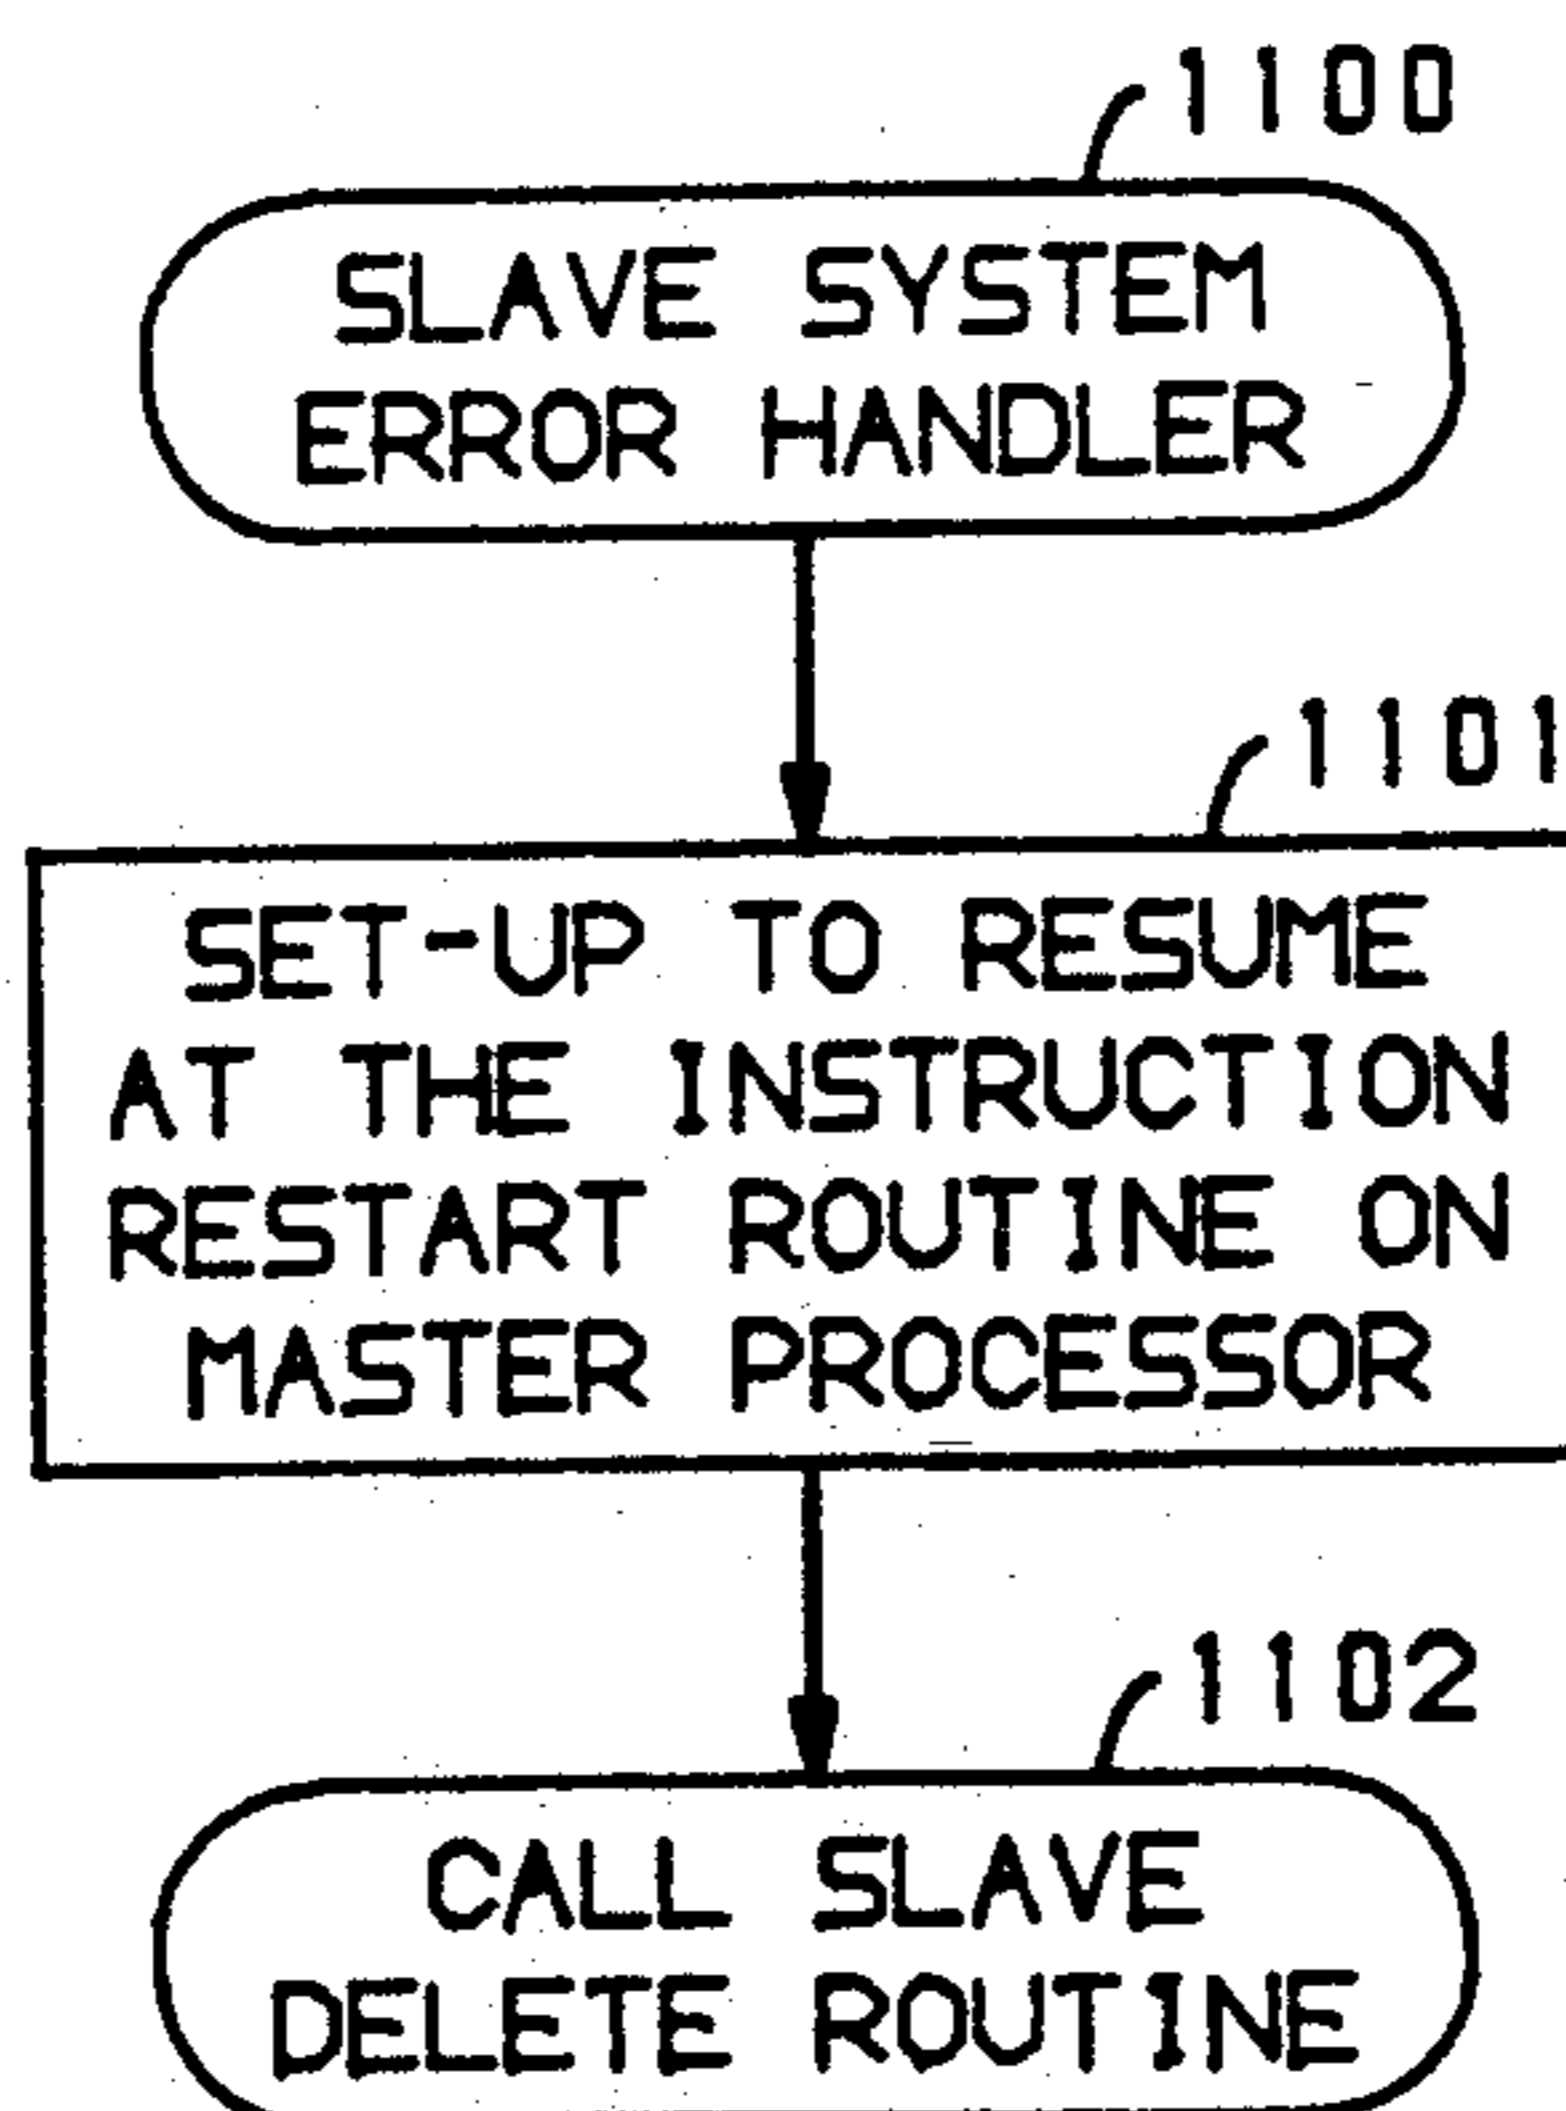 1100
SLAVE SYSTEM
ERROR HANDLER
1101
SET-UP TO RESUME
AT THE INSTRUCTION
RESTART ROUTINE ON
MASTER PROCESSOR
1102
CALL SLAVE
DELETE ROUTINE